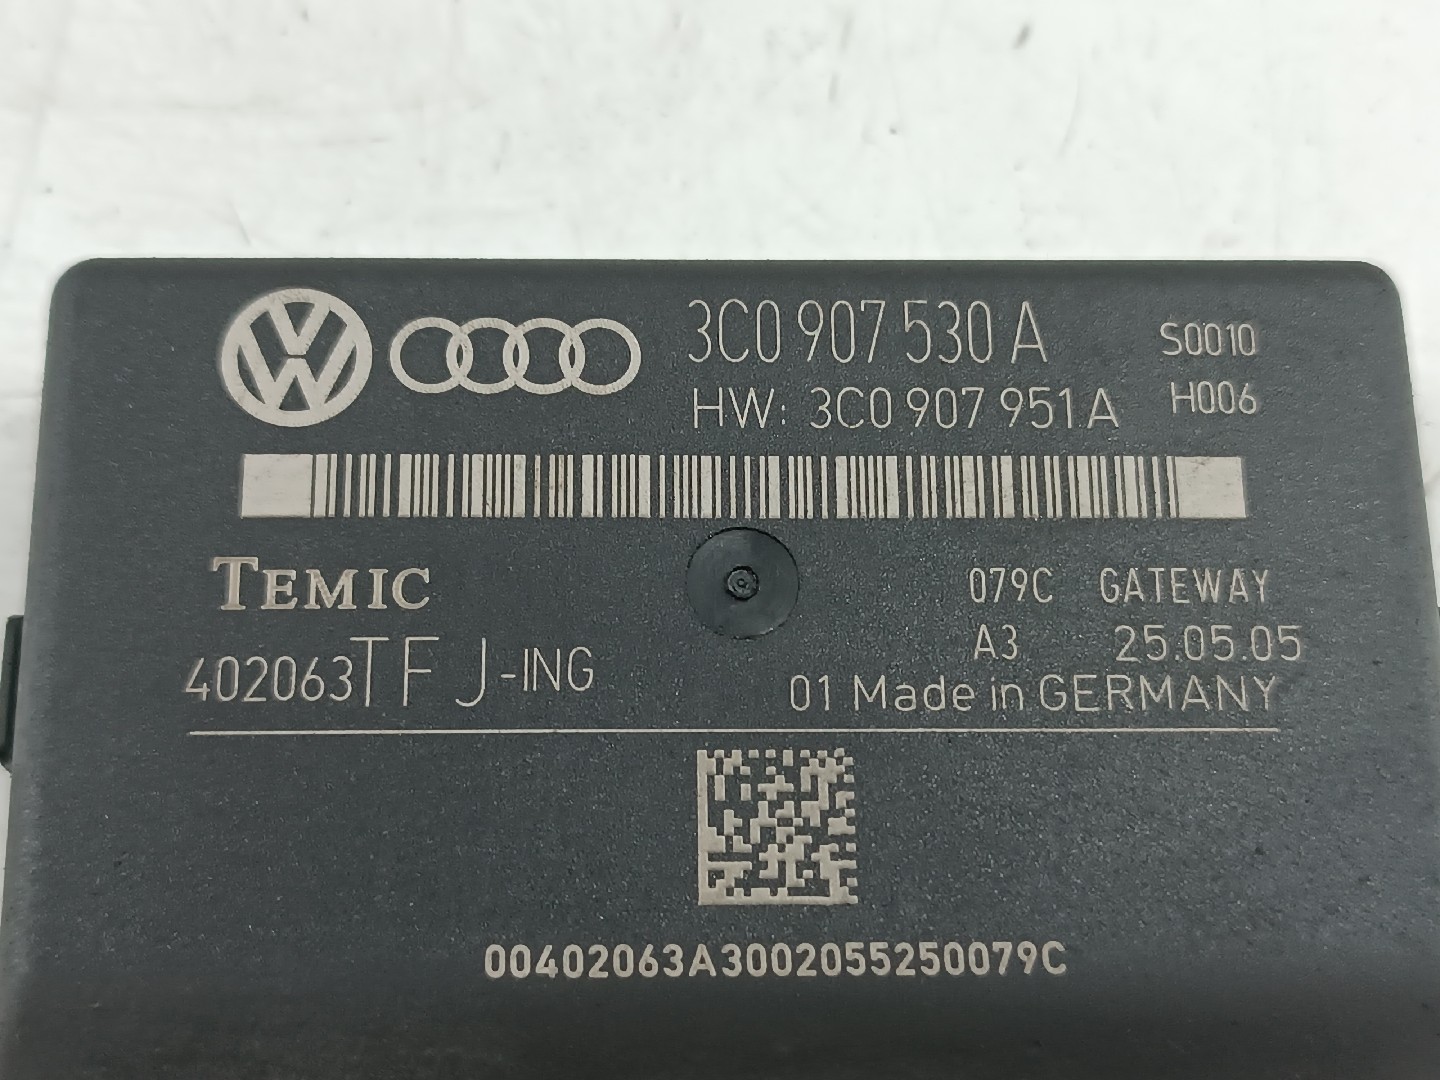 3C0 907 530 A S0010
HW: 3C0 907 951 A H006
TEMIC 079C GATEWAY
A3 25.05.05
402063TF J-ING 01 Made in GERMANY
00402063A3002055250079C